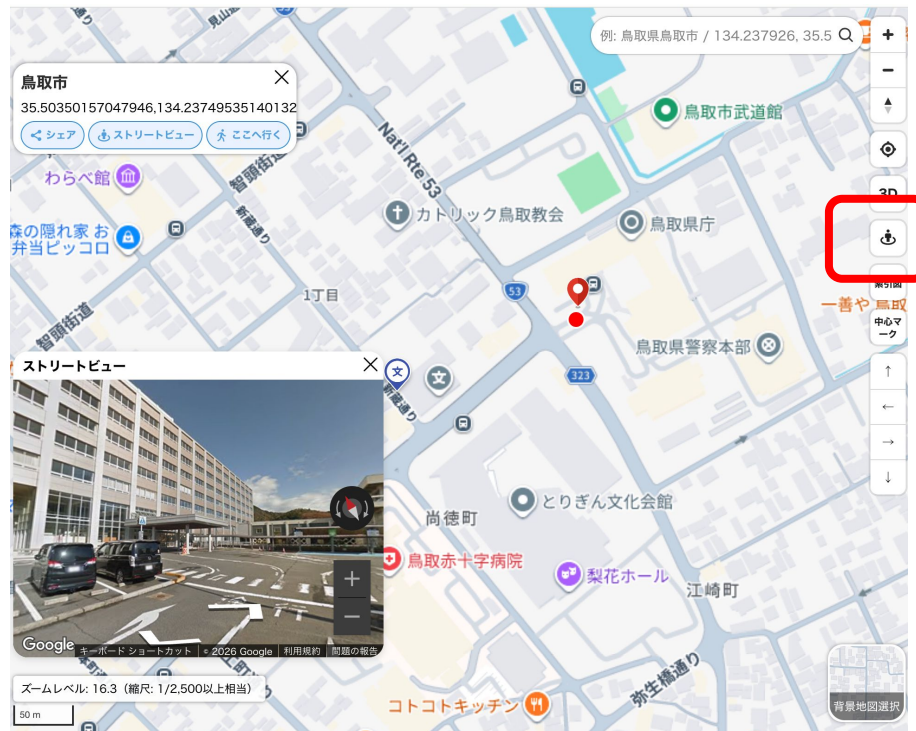 見山
例: 鳥取県鳥取市 / 134.237926, 35.5
鳥取市
35.50350157047946,134.23749535140132
シェア
ストリートビュー
ここへ行く
鳥取市武道館
Nat'l Rte 53
智頭街道
わらべ館
新蔵通り
カトリック鳥取教会
鳥取県庁
3D
森の隠れ家 お
弁当ピッコロ
1丁目
53
索引図
一善や 鳥取
中心マ
ーク
智頭街道
鳥取県警察本部
ストリートビュー
文
文
323
新蔵通り
↑
←
→
↓
とりぎん文化会館
尚徳町
鳥取赤十字病院
梨花ホール
江崎町
Google
キーボード ショートカット
© 2026 Google
利用規約
問題の報告
弥生橋通り
ズームレベル: 16.3（縮尺: 1/2,500以上相当）
コトコトキッチン
背景地図選択
50 m